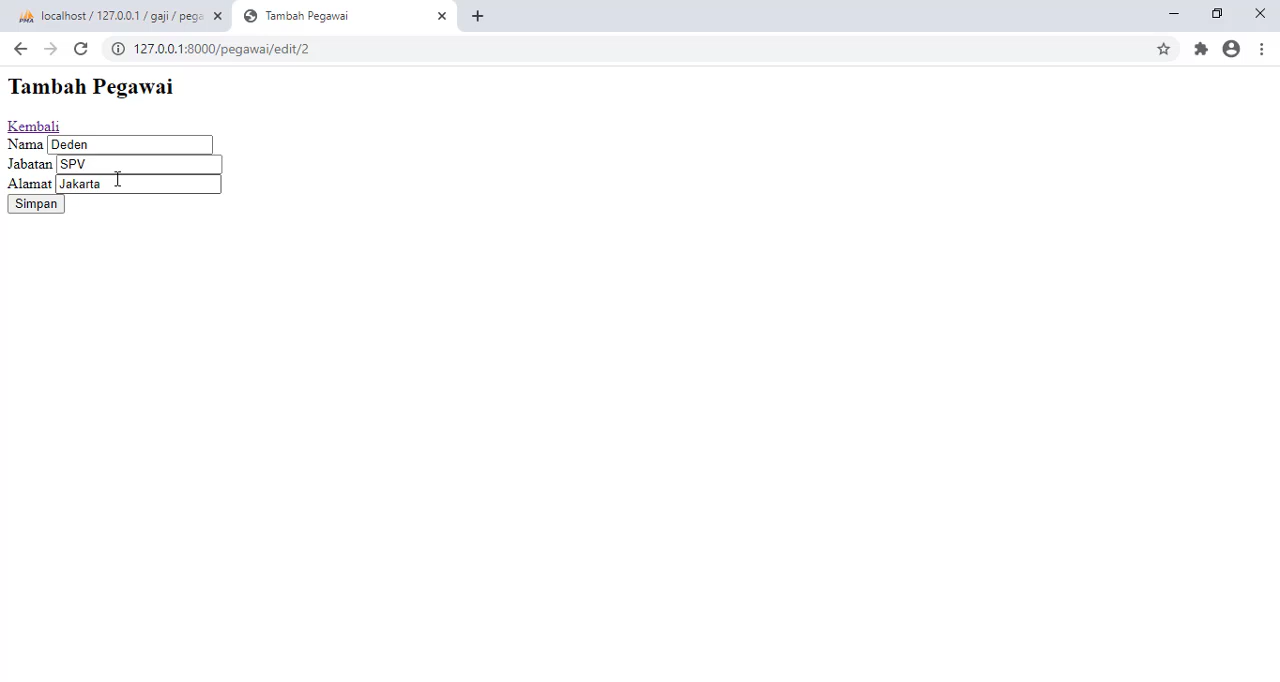 localhost / 127.0.0.1 / gaji / pega
Tambah Pegawai
127.0.0.1:8000/pegawai/edit/2
Tambah Pegawai
Kembali
Nama Deden
Jabatan SPV
Alamat Jakarta
Simpan